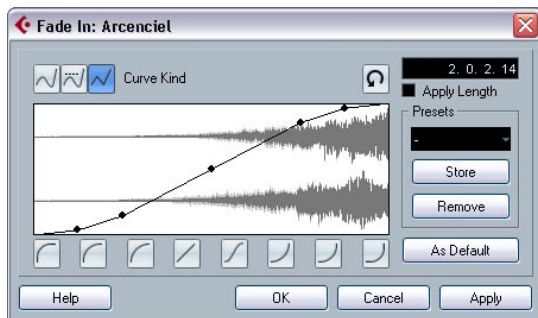 Fade In: Arcenciel
Curve Kind
2. 0. 2. 14
Apply Length
Presets
-
Store
Remove
As Default
Help
OK
Cancel
Apply